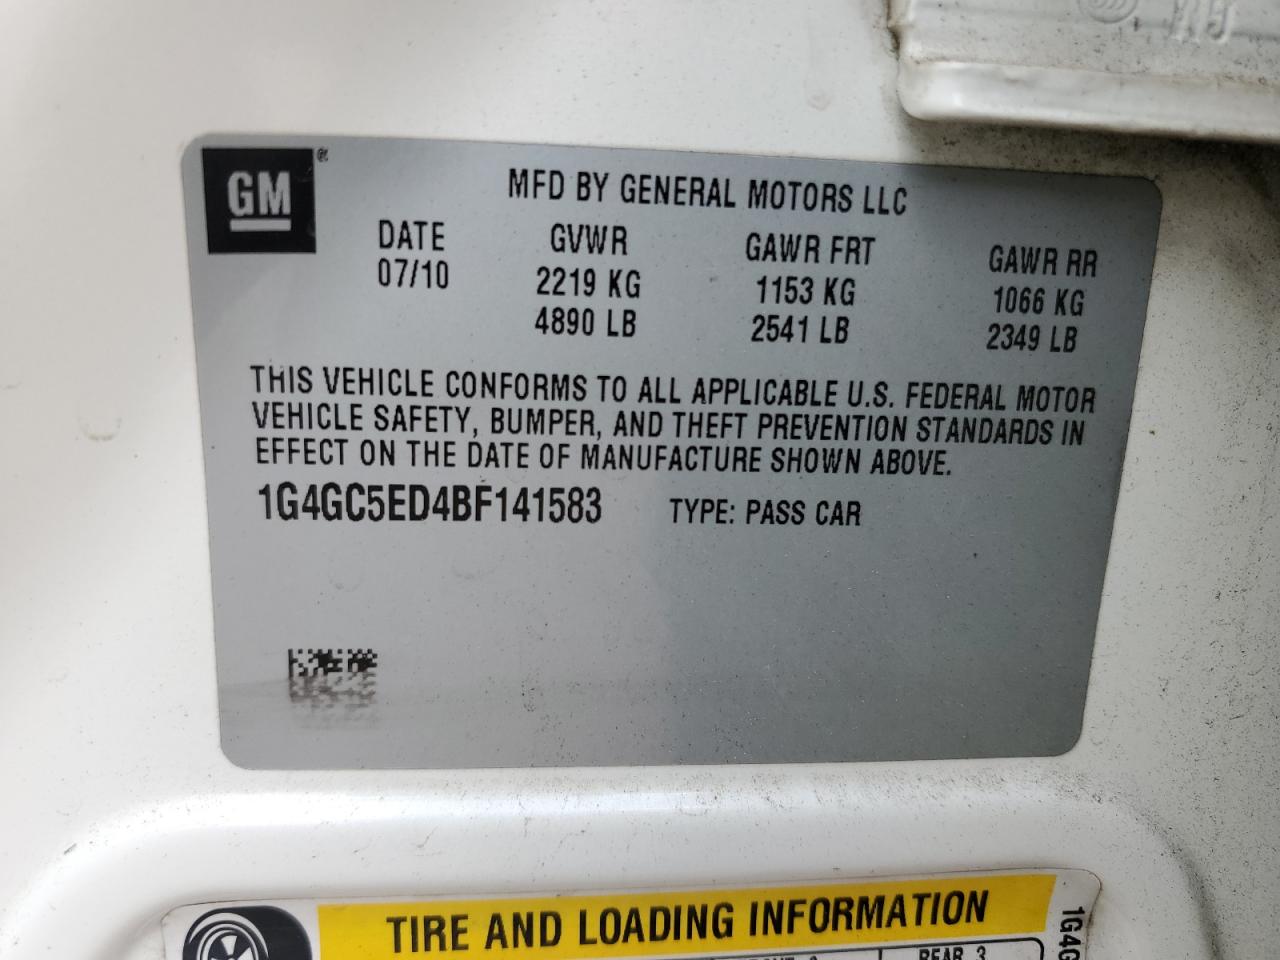 GM®
MFD BY GENERAL MOTORS LLC
DATE GVWR GAWR FRT GAWR RR
07/10 2219 KG 1153 KG 1066 KG
4890 LB 2541 LB 2349 LB
THIS VEHICLE CONFORMS TO ALL APPLICABLE U.S. FEDERAL MOTOR
VEHICLE SAFETY, BUMPER, AND THEFT PREVENTION STANDARDS IN
EFFECT ON THE DATE OF MANUFACTURE SHOWN ABOVE.
1G4GC5ED4BF141583 TYPE: PASS CAR
TIRE AND LOADING INFORMATION
1G4G
REAR 3